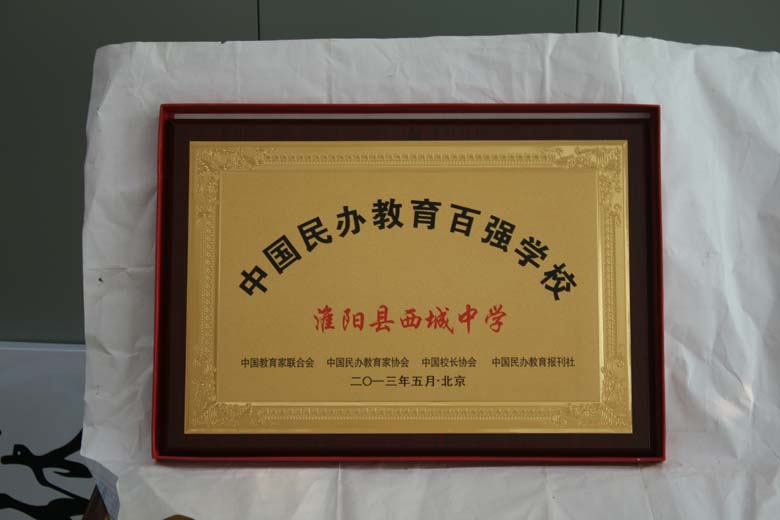 中国民办教育百强学校
淮阳县西城中学
中国教育家联合会 中国民办教育家协会 中国校长协会 中国民办教育报刊社
二〇一三年五月·北京